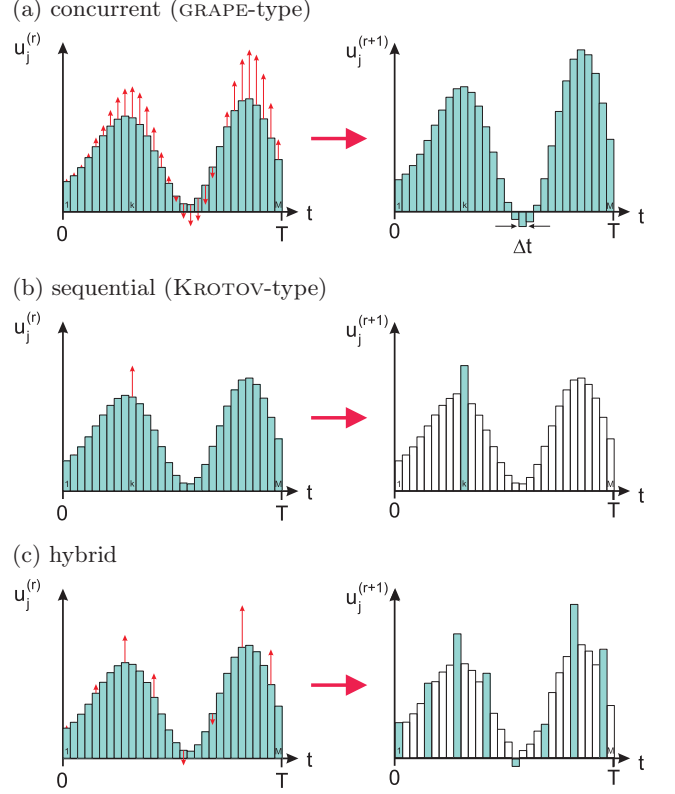 (a) concurrent (GRAPE-type)
u_j^(r) u_j^(r+1)
1 k M t 1 k M t
0 T 0 T
Δt
(b) sequential (KROTOV-type)
u_j^(r) u_j^(r+1)
1 k M t 1 k M t
0 T 0 T
(c) hybrid
u_j^(r) u_j^(r+1)
1 M t 1 M t
0 T 0 T